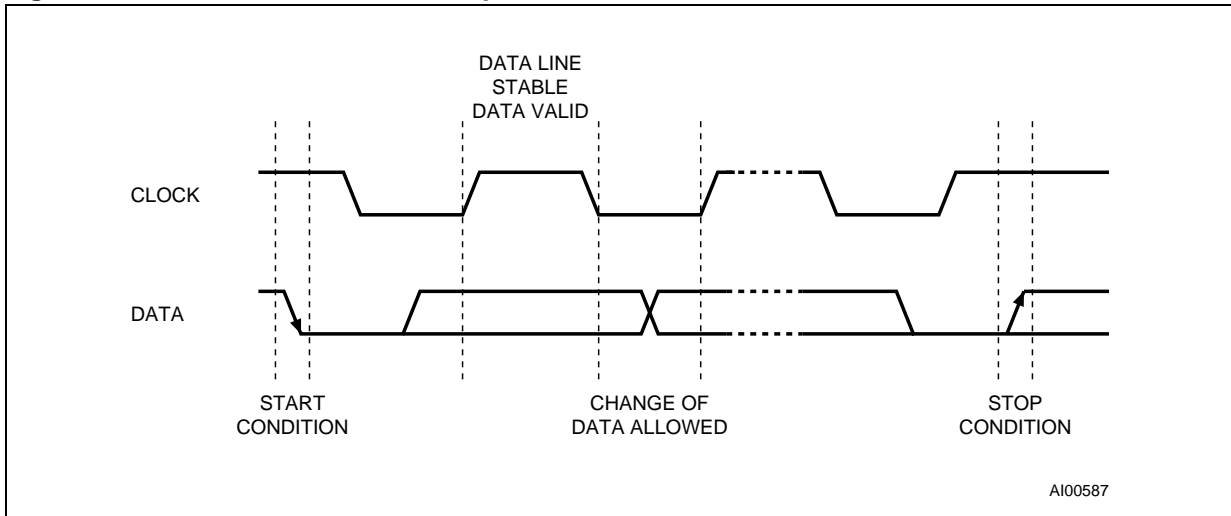 DATA LINE
STABLE
DATA VALID
CLOCK
DATA
START
CONDITION
CHANGE OF
DATA ALLOWED
STOP
CONDITION
AI00587